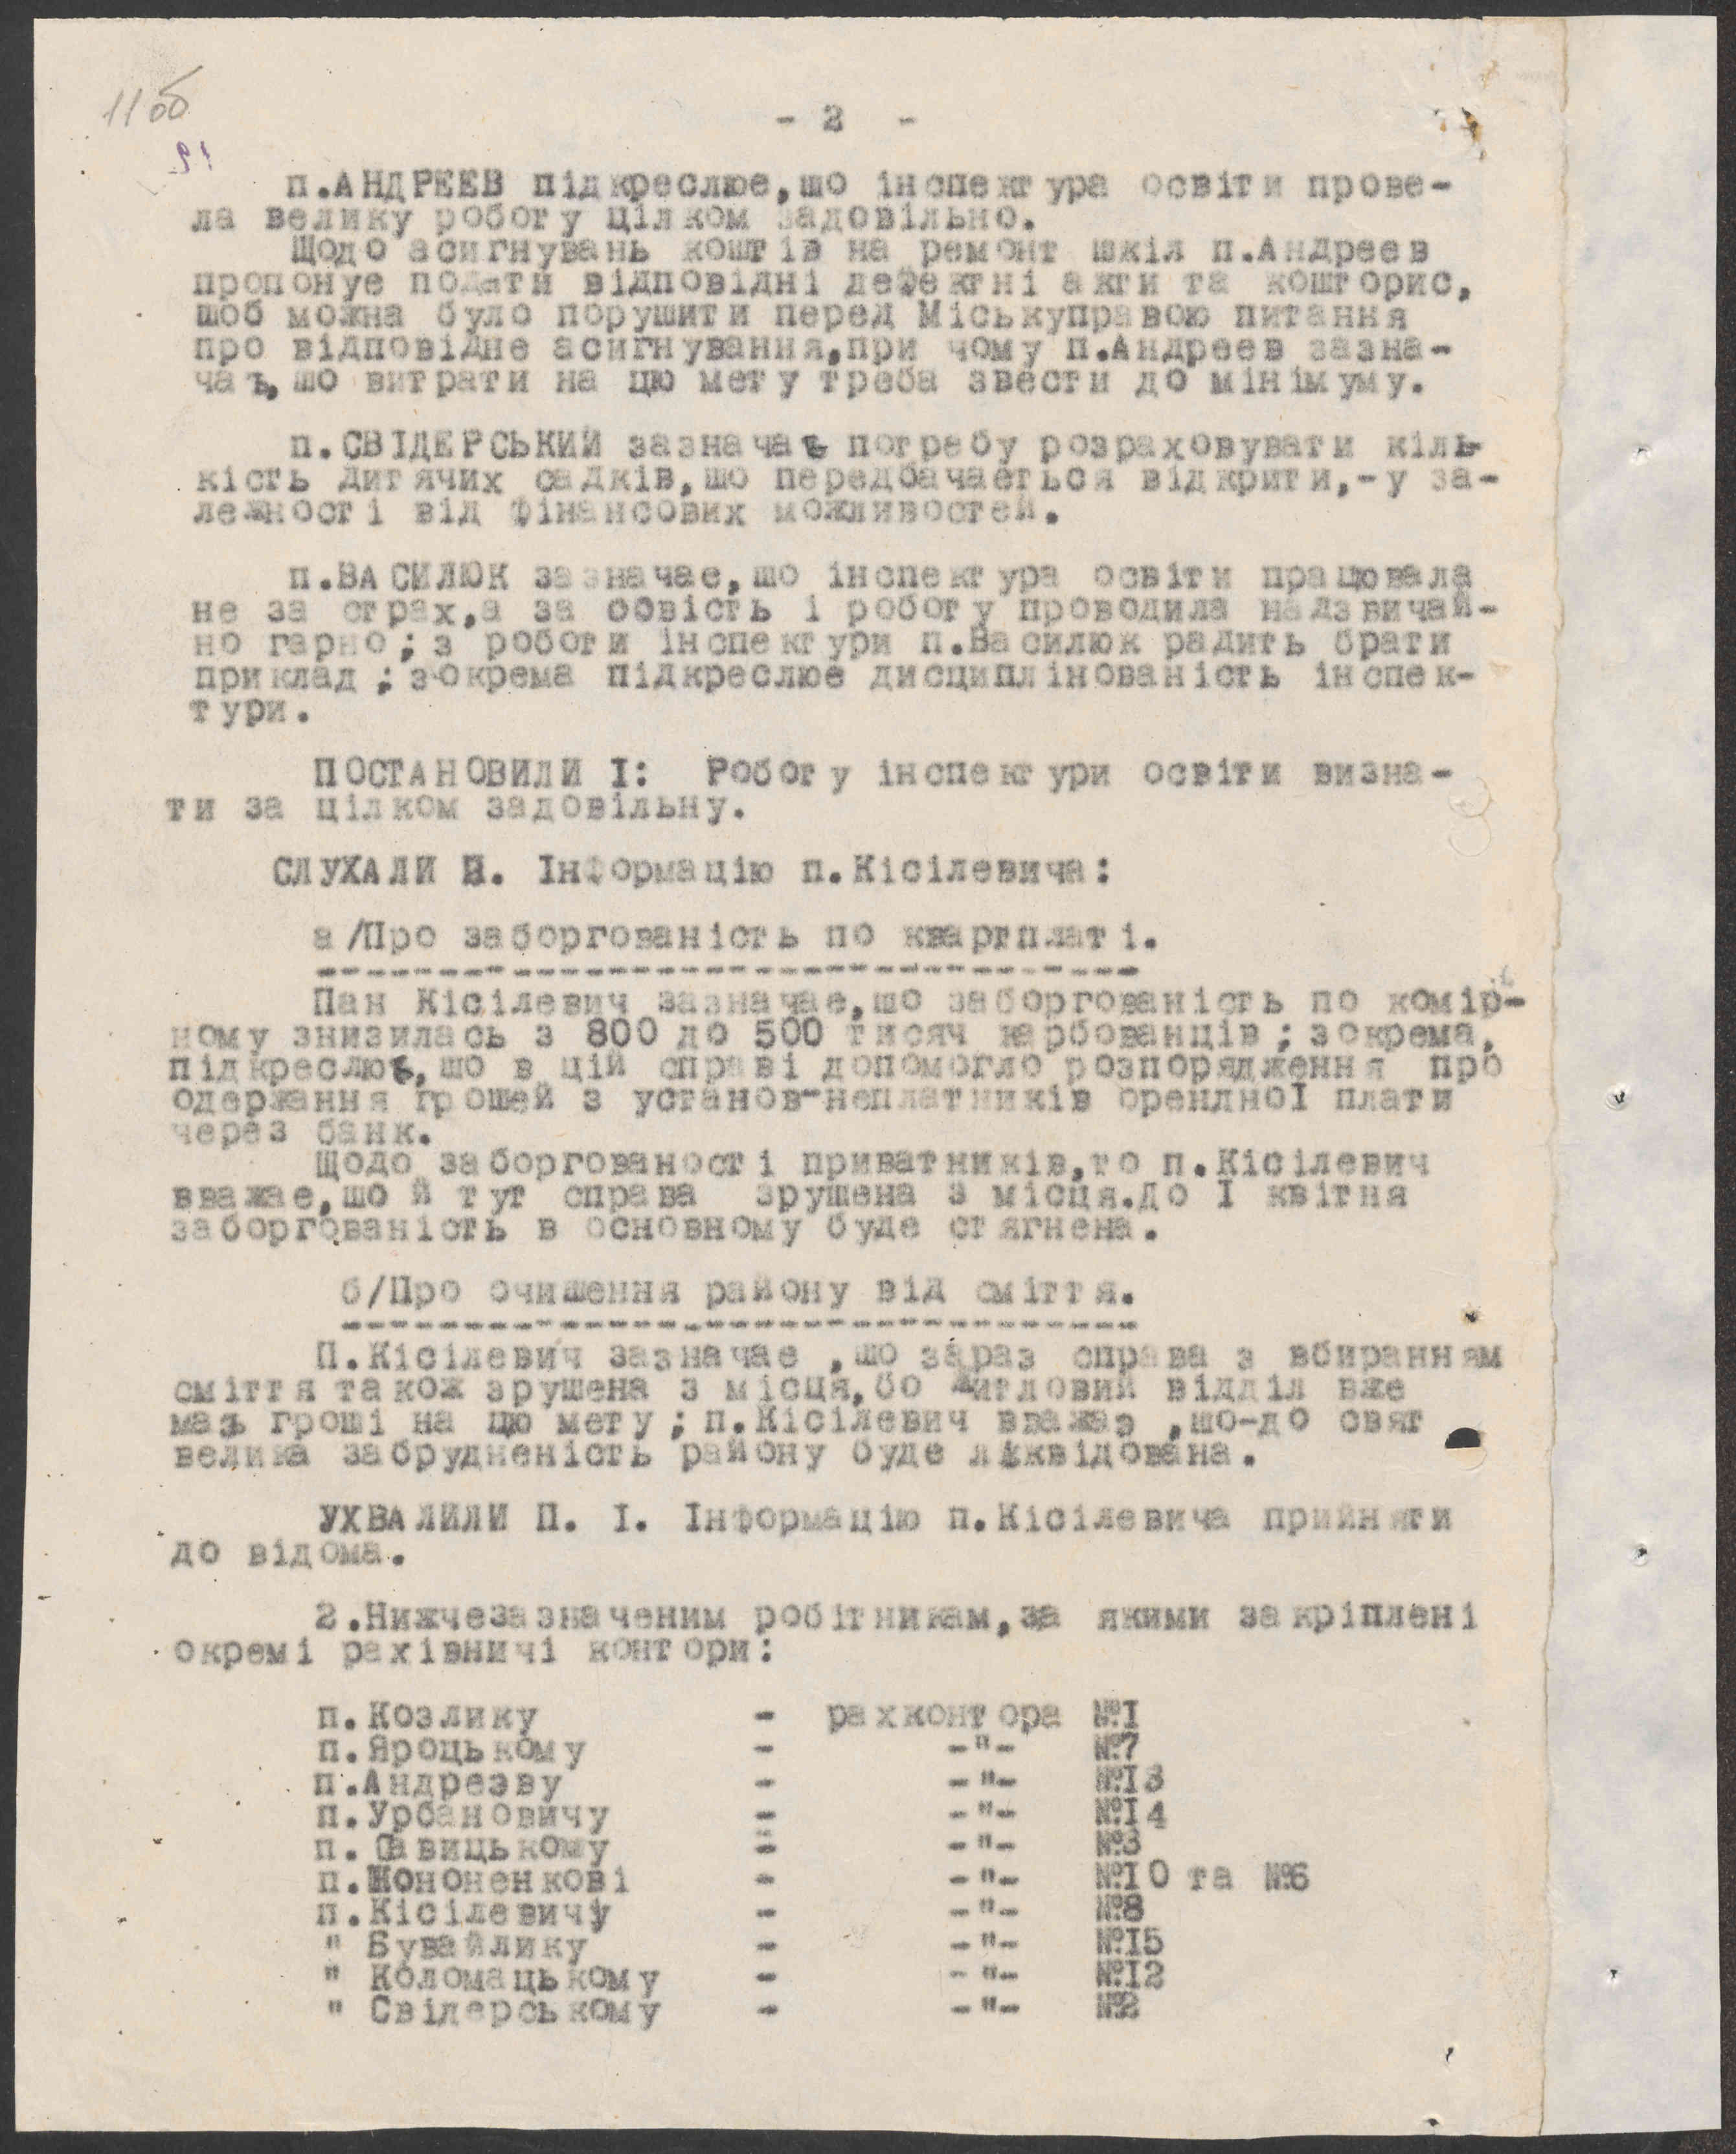 11 об
91
- 2 -
п.АНДРЕЕВ підкреслює,що інспектура освіти прове-
ла велику роботу цілком задовільно.
Щодо асигнувань коштів на ремонт шкіл п.Андреев
пропонуе подати відповідні дефектні акти та кошторис,
щоб можна було порушити перед Міськуправою питання
про відповідне асигнування,при чому п.Андреев зазна-
чає,що витрати на цю мету треба звести до мінімуму.
п.СВІДЕРСЬКИЙ зазначає потребу розраховувати кіль-
кість дитячих садків,що передбачається відкрити,-у за-
лежності від фінансових можливостей.
п.ВАСИЛЮК зазначае,що інспектура освіти працювала
не за страх,а за совість і роботу проводила надзвичай-
но гарно;з роботи інспектури п.Василюк радить брати
приклад;зокрема підкреслюе дисциплінованість інспек-
тури.
ПОСТАНОВИЛИ I: Роботу інспектури освіти визна-
ти за цілком задовільну.
СЛУХАЛИ П. Інформацію п.Кісілевича:
а/Про заборгованість по квартплаті.
Пан Кісілевич зазначае,що заборгованість по комір-
ному знизилась з 800 до 500 тисяч карбованців;зокрема,
підкреслює,що в цій справі допомогло розпорядження про
одержання грошей з установ-неплатників орендної плати
через банк.
Щодо заборгованості приватників,то п.Кісілевич
вважае,що й тут справа зрушена з місця.До I квітня
заборгованість в основному буде стягнена.
б/Про очищення району від сміття.
П.Кісілевич зазначае ,що зараз справа з вбиранням
сміття також зрушена з місця,бо житловий відділ вже
має гроші на цю мету;п.Кісілевич вважає ,що-до свят
велика забрудненість району буде ліквідована.
УХВАЛИЛИ П. I. Інформацію п.Кісілевича прийняти
до відома.
2.Нижчезазначеним робітникам,за якими закріплені
окремі рахівничі контори:
п.Козлику - рахконтора №I
п.Яроцькому - -"- №7
п.Андреэву - -"- №I3
п.Урбановичу - -"- №I4
п.Савицькому - -"- №3
п.Кононенкові - -"- №I0 та №6
п.Кісілевичу - -"- №8
" Бувайлику - -"- №I5
" Коломацькому - -"- №I2
" Свідерському - -"- №2